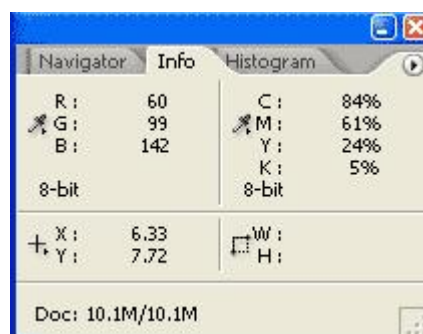 Navigator Info Histogram
R: 60 C: 84%
G: 99 M: 61%
B: 142 Y: 24%
K: 5%
8-bit 8-bit
X: 6.33 W:
Y: 7.72 H:
Doc: 10.1M/10.1M